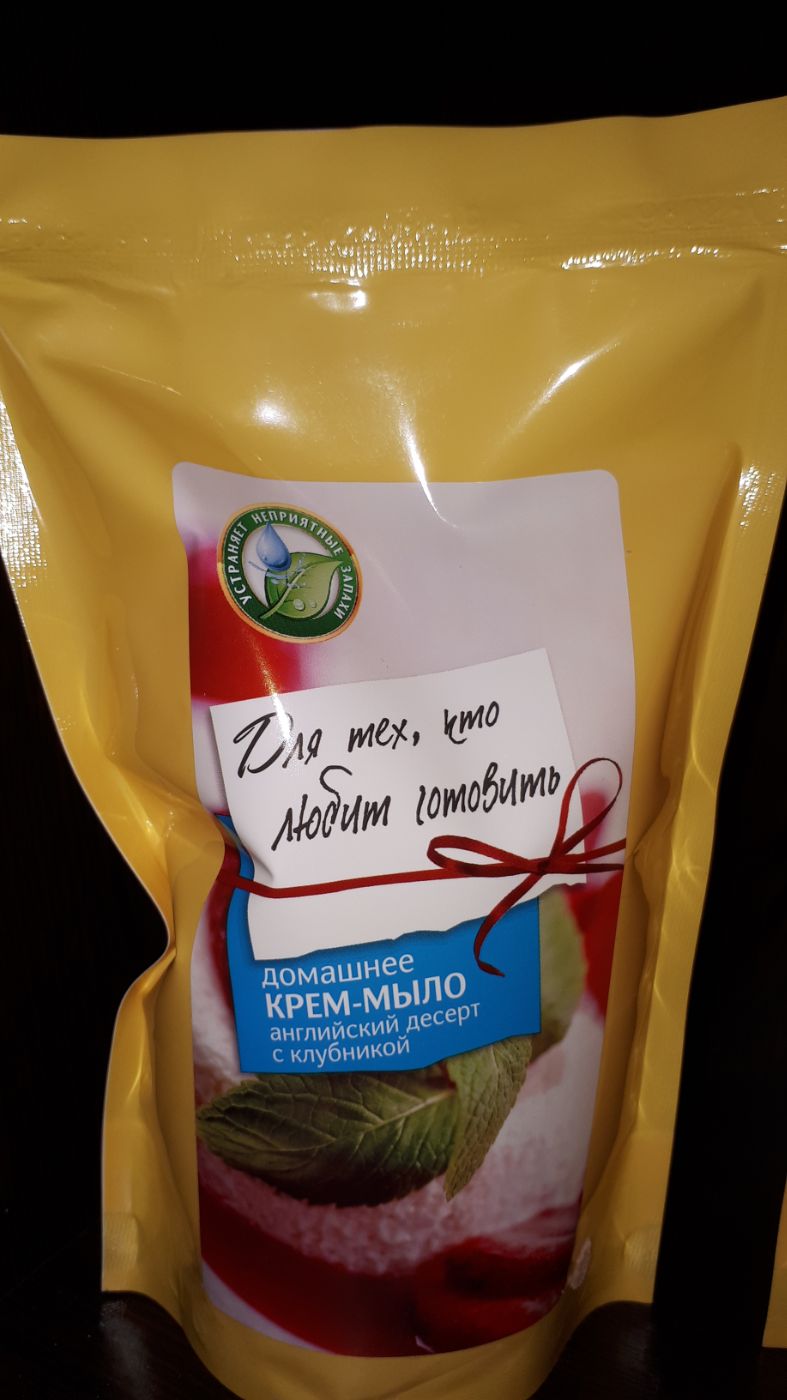 УСТРАНЯЕТ НЕПРИЯТНЫЕ ЗАПАХИ
Для тех, кто
любит готовить
домашнее
КРЕМ-МЫЛО
английский десерт
с клубникой